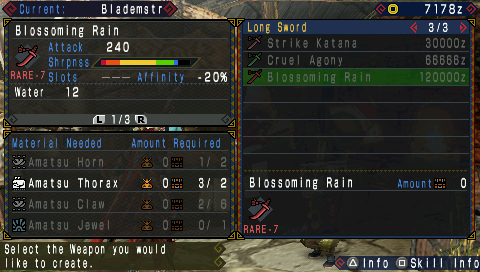 Current: Blademstr
7178z
Blossoming Rain
Attack 240
Shrpnss
RARE-7 Slots --- Affinity -20%
Water 12
L 1/3 R
Material Needed Amount Required
Amatsu Horn 0 1/ 2
Amatsu Thorax 0 3/ 2
Amatsu Claw 0 2/ 6
Amatsu Jewel 0 0/ 1
Select the Weapon you would
like to create.
Long Sword 3/3
Strike Katana 30000z
Cruel Agony 66666z
Blossoming Rain 120000z
Blossoming Rain Amount 0
RARE-7
Info Skill Info